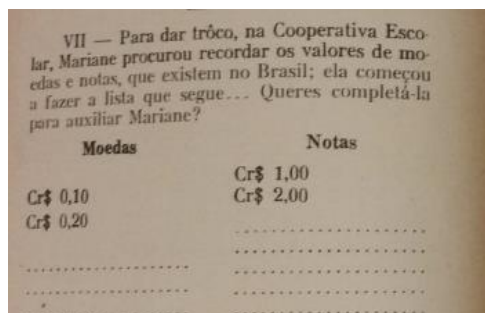 VII — Para dar trôco, na Cooperativa Esco-
lar, Mariane procurou recordar os valores de mo-
edas e notas, que existem no Brasil; ela começou
a fazer a lista que segue... Queres completá-la
para auxiliar Mariane?
Moedas Notas
Cr$ 1,00
Cr$ 0,10 Cr$ 2,00
Cr$ 0,20